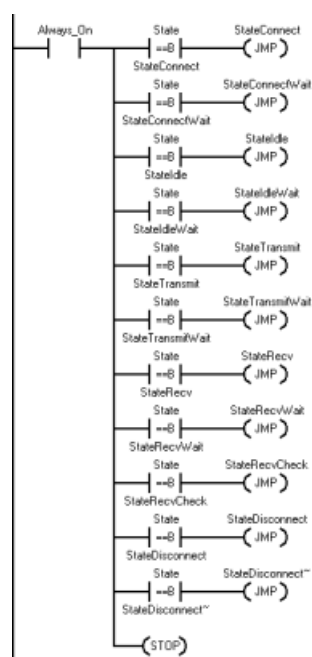 Always_On State StateConnect
==B ( JMP )
StateConnect
State StateConnectWait
==B ( JMP )
StateConnectWait
State StateIdle
==B ( JMP )
StateIdle
State StateIdleWait
==B ( JMP )
StateIdleWait
State StateTransmit
==B ( JMP )
StateTransmit
State StateTransmitWait
==B ( JMP )
StateTransmitWait
State StateRecv
==B ( JMP )
StateRecv
State StateRecvWait
==B ( JMP )
StateRecvWait
State StateRecvCheck
==B ( JMP )
StateRecvCheck
State StateDisconnect
==B ( JMP )
StateDisconnect
State StateDisconnect~
==B ( JMP )
StateDisconnect~
( STOP )